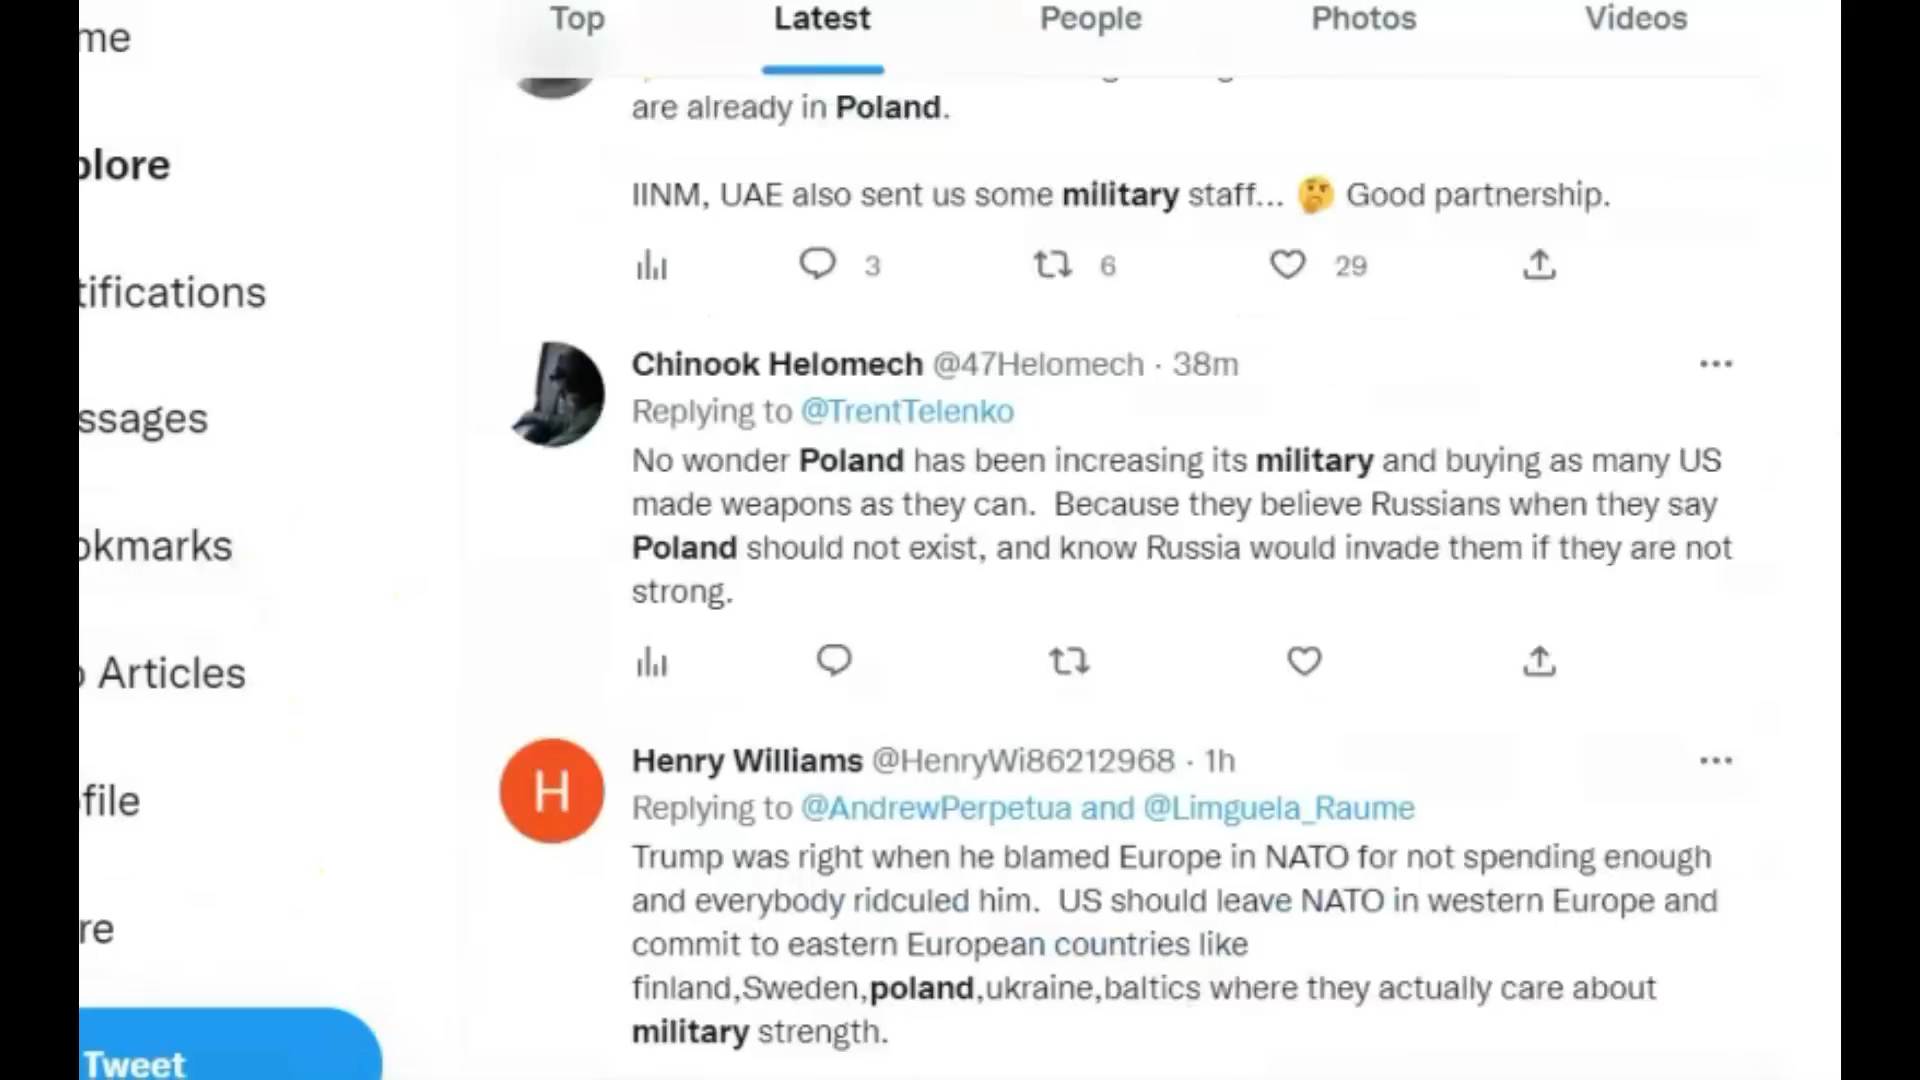 Top Latest People Photos Videos
me
plore
tifications
ssages
okmarks
Articles
file
re
Tweet
are already in Poland.
IINM, UAE also sent us some military staff... 🤔 Good partnership.
3 6 29
Chinook Helomech @47Helomech · 38m
Replying to @TrentTelenko
No wonder Poland has been increasing its military and buying as many US
made weapons as they can. Because they believe Russians when they say
Poland should not exist, and know Russia would invade them if they are not
strong.
H
Henry Williams @HenryWi86212968 · 1h
Replying to @AndrewPerpetua and @Limguela_Raume
Trump was right when he blamed Europe in NATO for not spending enough
and everybody ridculed him. US should leave NATO in western Europe and
commit to eastern European countries like
finland,Sweden,poland,ukraine,baltics where they actually care about
military strength.